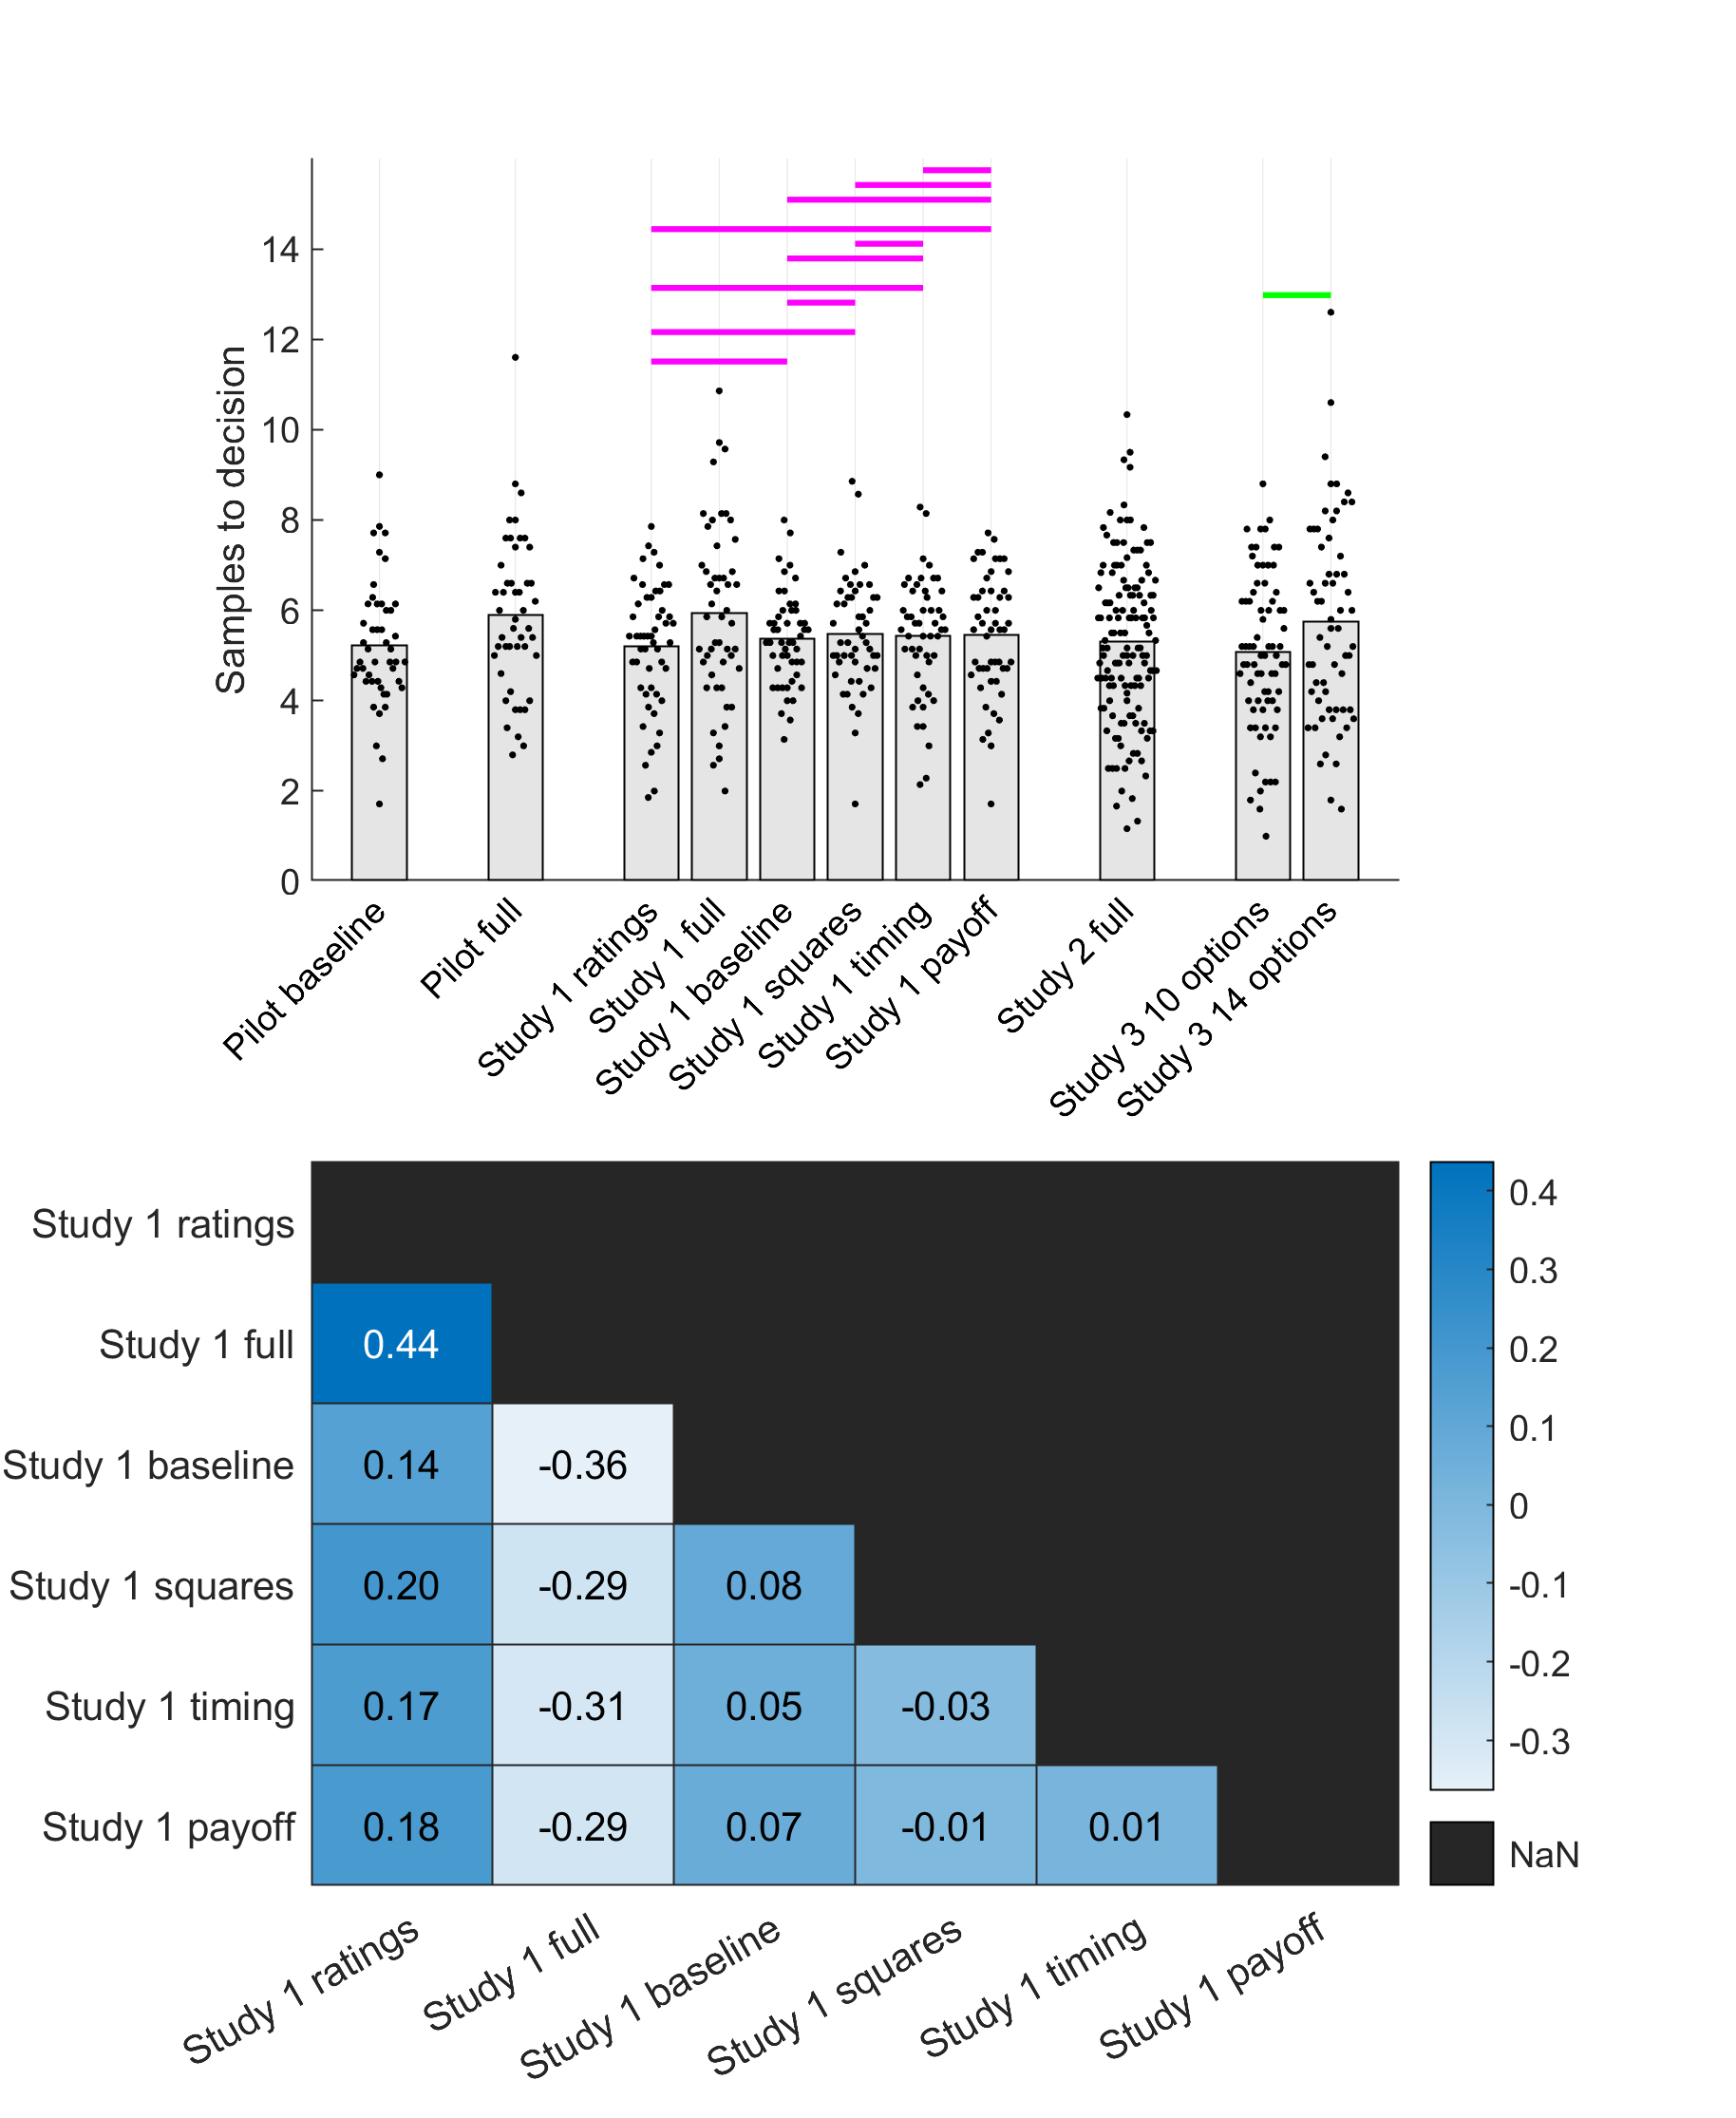 Samples to decision
14
12
10
8
6
4
2
0
Pilot baseline
Pilot full
Study 1 ratings
Study 1 full
Study 1 baseline
Study 1 squares
Study 1 timing
Study 1 payoff
Study 2 full
Study 3 10 options
Study 3 14 options
Study 1 ratings
Study 1 full 0.44
Study 1 baseline 0.14 -0.36
Study 1 squares 0.20 -0.29 0.08
Study 1 timing 0.17 -0.31 0.05 -0.03
Study 1 payoff 0.18 -0.29 0.07 -0.01 0.01
Study 1 ratings
Study 1 full
Study 1 baseline
Study 1 squares
Study 1 timing
Study 1 payoff
0.4
0.3
0.2
0.1
0
-0.1
-0.2
-0.3
NaN